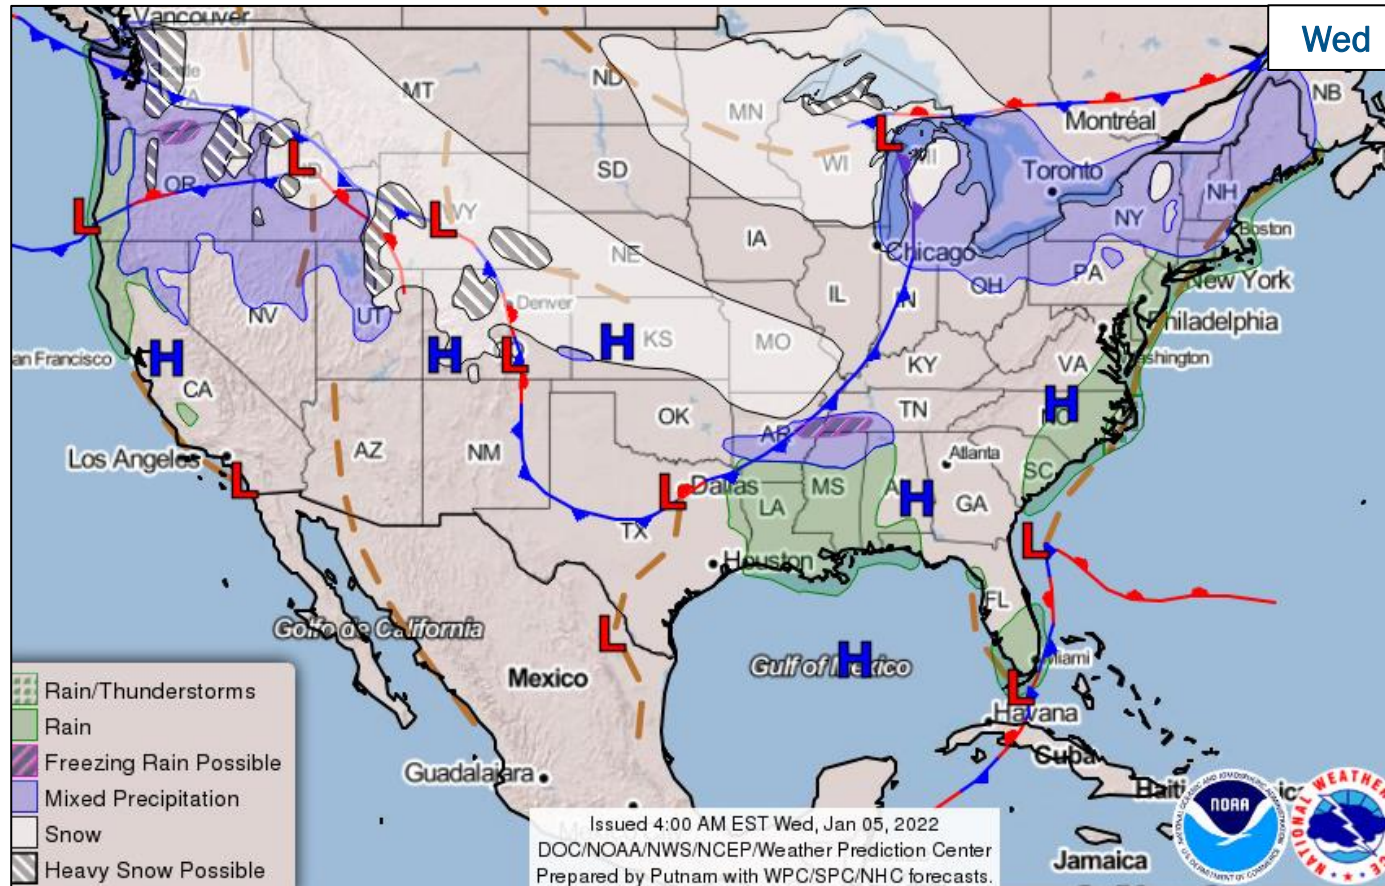 Wed
Vancouver
WA
MT
ND
MN
NB
Montréal
OR
SD
WI
MI
Toronto
NH
WY
NY
Boston
IA
Chicago
NE
PA
New York
IL
IN
OH
NV
UT
Denver
KS
MO
Philadelphia
San Francisco
CA
KY
VA
Washington
OK
TN
NC
AR
AZ
NM
Atlanta
Los Angeles
Dallas
LA
MS
GA
SC
TX
Houston
FL
Golfo de California
Gulf of Mexico
Miami
Mexico
Havana
Cuba
Guadalajara
Haiti
Jamaica
H
H
H
H
H
H
L
L
L
L
L
L
L
L
L
L
Rain/Thunderstorms
Rain
Freezing Rain Possible
Mixed Precipitation
Snow
Heavy Snow Possible
Issued 4:00 AM EST Wed, Jan 05, 2022
DOC/NOAA/NWS/NCEP/Weather Prediction Center
Prepared by Putnam with WPC/SPC/NHC forecasts.
NOAA
NATIONAL WEATHER